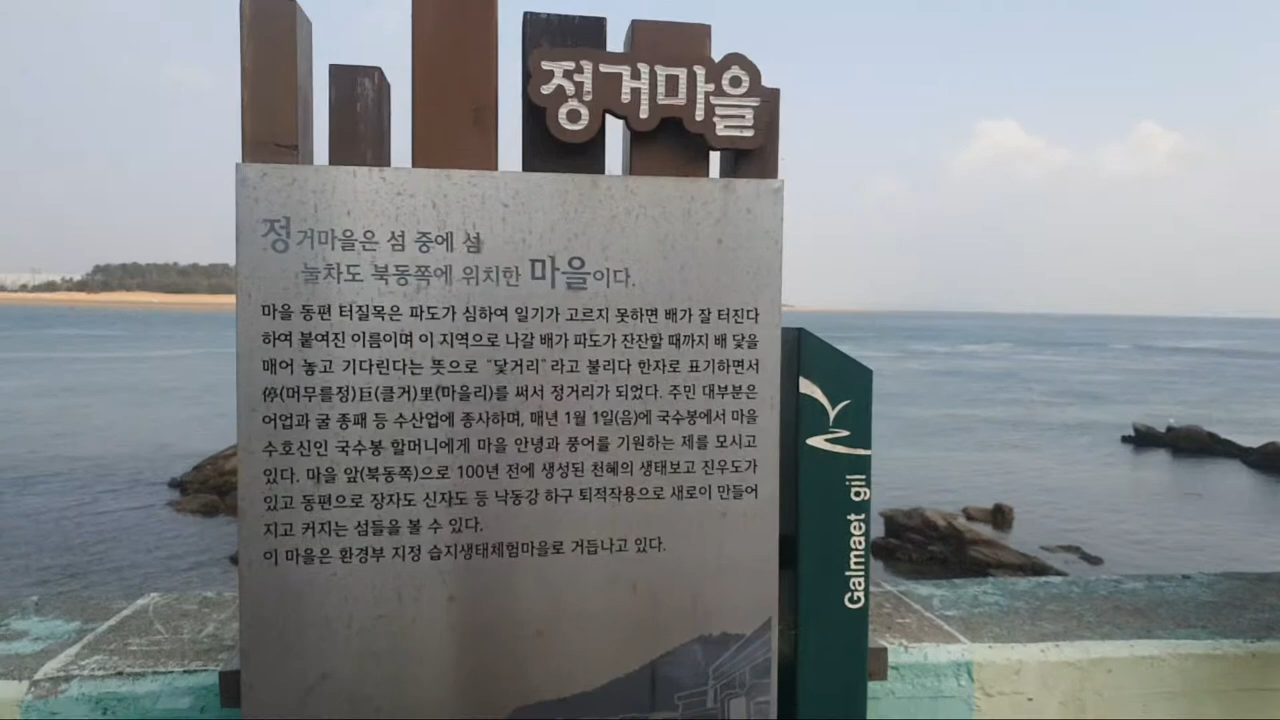 정거마을
정거마을은 섬 중에 섬
눌차도 북동쪽에 위치한 마을이다.
마을 동편 터질목은 파도가 심하여 일기가 고르지 못하면 배가 잘 터진다
하여 붙여진 이름이며 이 지역으로 나갈 배가 파도가 잔잔할 때까지 배 닻을
매어 놓고 기다린다는 뜻으로 "닻거리" 라고 불리다 한자로 표기하면서
停(머무를정)巨(클거)里(마을리)를 써서 정거리가 되었다. 주민 대부분은
어업과 굴 종패 등 수산업에 종사하며, 매년 1월 1일(음)에 국수봉에서 마을
수호신인 국수봉 할머니에게 마을 안녕과 풍어를 기원하는 제를 모시고
있다. 마을 앞(북동쪽)으로 100년 전에 생성된 천혜의 생태보고 진우도가
있고 동편으로 장자도 신자도 등 낙동강 하구 퇴적작용으로 새로이 만들어
지고 커지는 섬들을 볼 수 있다.
이 마을은 환경부 지정 습지생태체험마을로 거듭나고 있다.
Galmaet gil